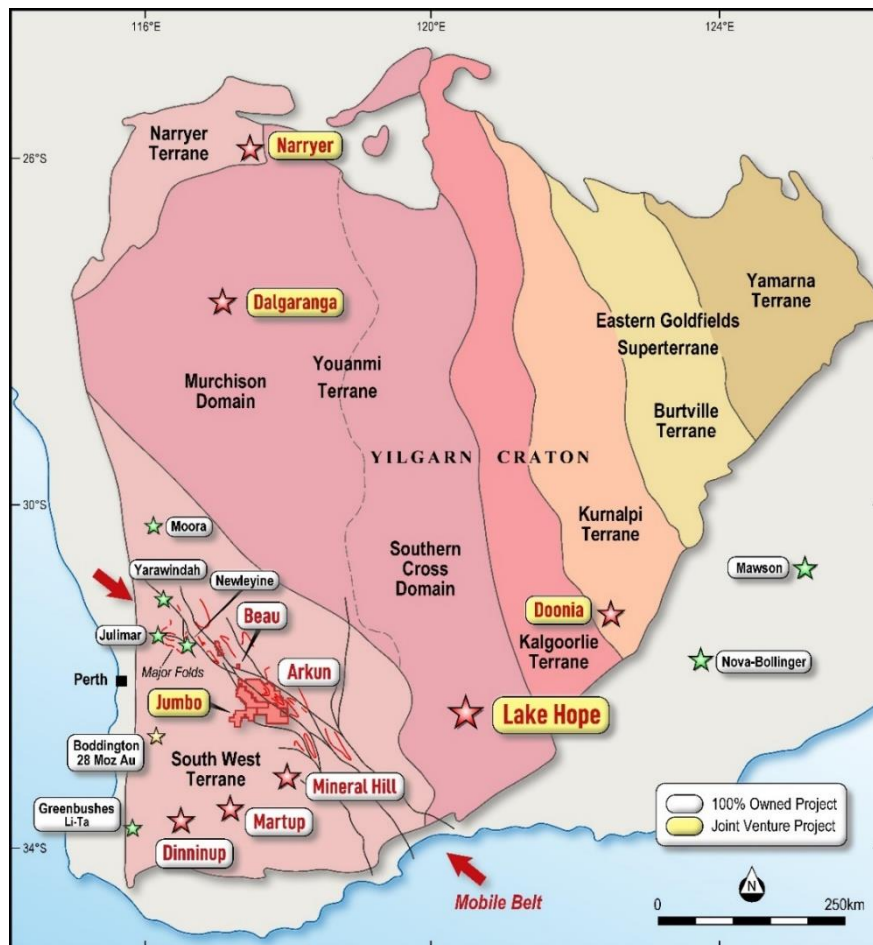 116°E
120°E
124°E
26°S
30°S
34°S
Narryer
Terrane
Narryer
Dalgaranga
Murchison
Domain
Youanmi
Terrane
YILGARN CRATON
Southern
Cross
Domain
Eastern Goldfields
Superterrane
Yamarna
Terrane
Burtville
Terrane
Kurnalpi
Terrane
Doonia
Kalgoorlie
Terrane
Lake Hope
Mawson
Nova-Bollinger
Moora
Yarawindah
Newleyine
Beau
Julimar
Major Folds
Arkun
Perth
Jumbo
Boddington
28 Moz Au
South West
Terrane
Mineral Hill
Greenbushes
Li-Ta
Martup
Dinninup
Mobile Belt
100% Owned Project
Joint Venture Project
N
0
250km